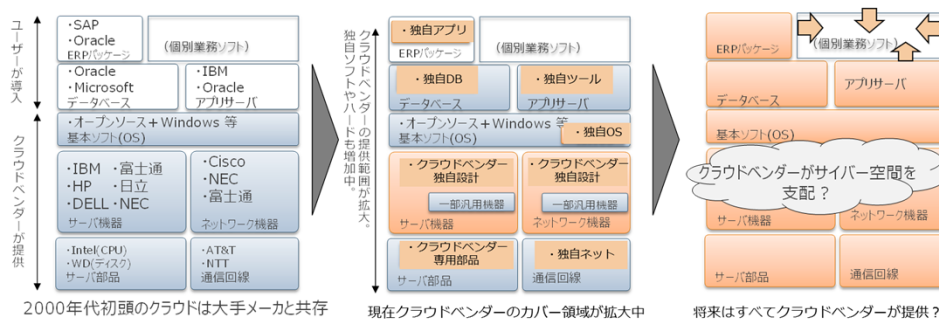 ユーザーが導入
・SAP
・Oracle
ERPパッケージ
(個別業務ソフト)
・Oracle
・Microsoft
データベース
・IBM
・Oracle
アプリサーバ
クラウドベンダーが提供
・オープンソース＋Windows 等
基本ソフト(OS)
・IBM ・富士通
・HP ・日立
・DELL・NEC
サーバ機器
・Cisco
・NEC
・富士通
ネットワーク機器
・Intel(CPU)
・WD(ディスク)
サーバ部品
・AT&T
・NTT
通信回線
2000年代初頭のクラウドは大手メーカと共存
クラウドベンダーの提供範囲が拡大。
独自ソフトやハードも増加中。
・独自アプリ
ERPパッケージ
(個別業務ソフト)
・独自DB
データベース
・独自ツール
アプリサーバ
・オープンソース＋Windows 等
基本ソフト(OS)
・独自OS
・クラウドベンダー
独自設計
一部汎用機器
サーバ機器
・クラウドベンダー
独自設計
一部汎用機器
ネットワーク機器
・クラウドベンダー
専用部品
サーバ部品
・独自ネット
通信回線
現在クラウドベンダーのカバー領域が拡大中
ERPパッケージ
(個別業務ソフト)
データベース
アプリサーバ
基本ソフト(OS)
クラウドベンダーがサイバー空間を
支配？
サーバ機器
ネットワーク機器
サーバ部品
通信回線
将来はすべてクラウドベンダーが提供？